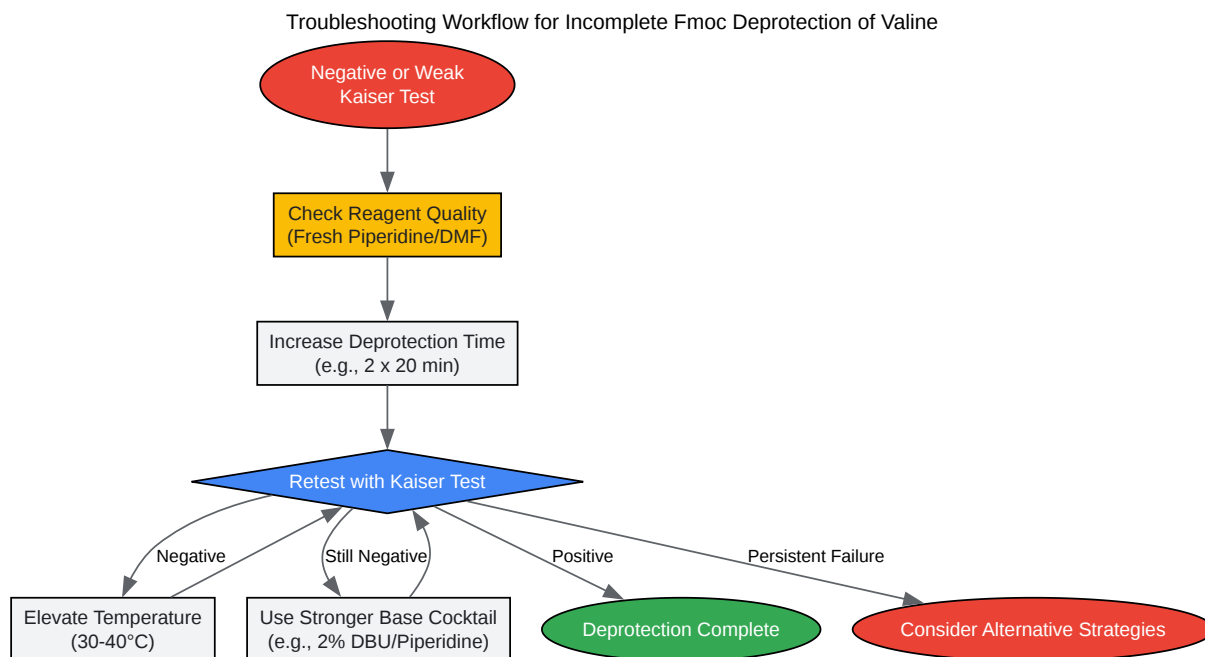 Troubleshooting Workflow for Incomplete Fmoc Deprotection of Valine
Negative or Weak
Kaiser Test
Check Reagent Quality
(Fresh Piperidine/DMF)
Increase Deprotection Time
(e.g., 2 x 20 min)
Retest with Kaiser Test
Negative
Still Negative
Positive
Persistent Failure
Elevate Temperature
(30-40°C)
Use Stronger Base Cocktail
(e.g., 2% DBU/Piperidine)
Deprotection Complete
Consider Alternative Strategies